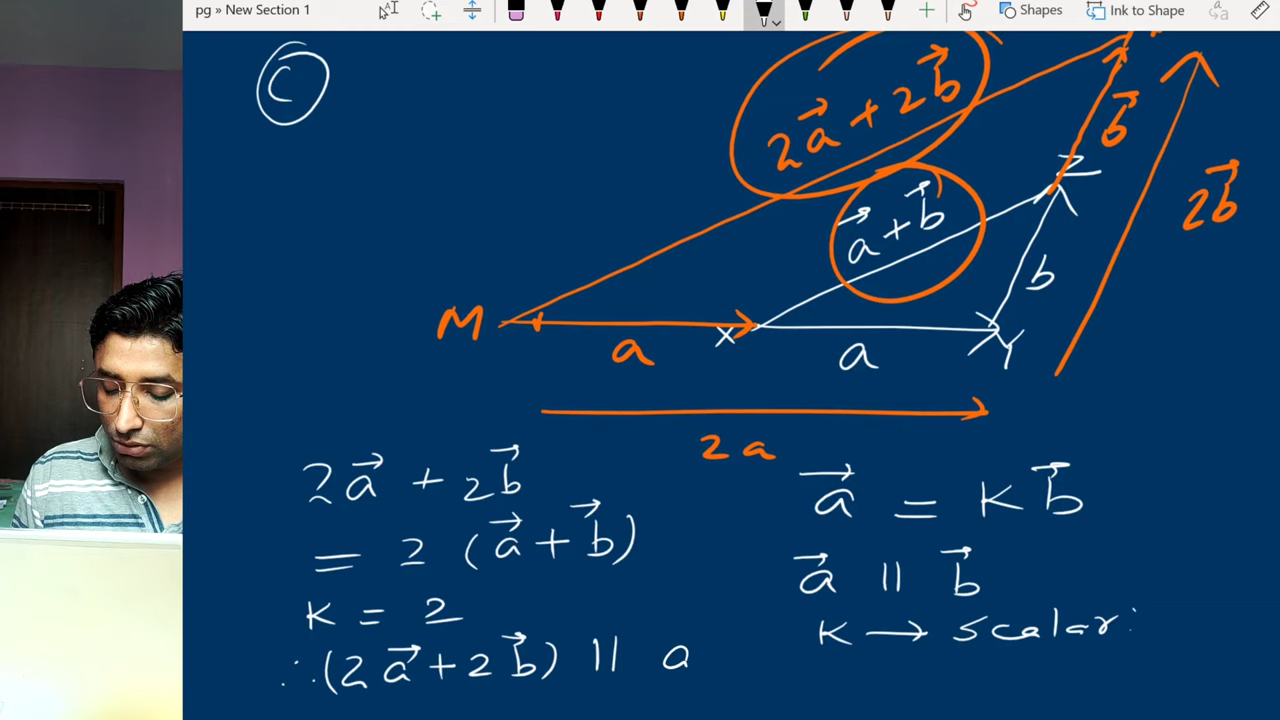 pg » New Section 1
Shapes
Ink to Shape
C
2a⃗ + 2b⃗
b⃗
Z
2b⃗
a⃗ + b⃗
b
M
X
Y
a
a
2a
2a⃗ + 2b⃗
= 2 (a⃗ + b⃗)
K = 2
∴ (2a⃗ + 2b⃗) || a
a⃗ = K b⃗
a⃗ || b⃗
K → scalar